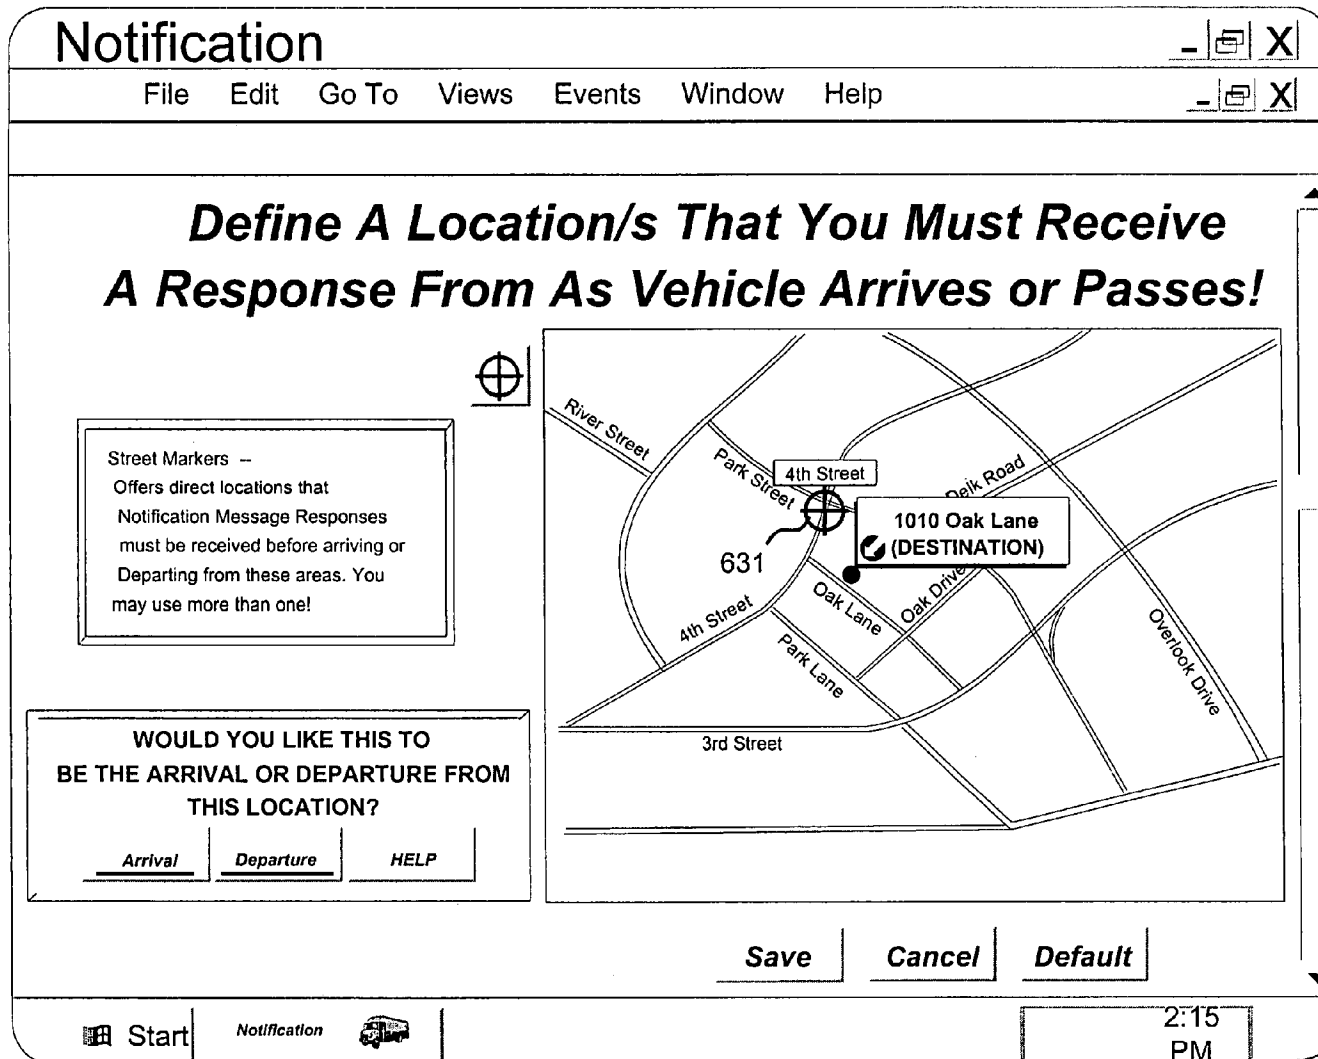 Notification
File Edit Go To Views Events Window Help
Define A Location/s That You Must Receive
A Response From As Vehicle Arrives or Passes!
Street Markers --
Offers direct locations that
Notification Message Responses
must be received before arriving or
Departing from these areas. You
may use more than one!
River Street
Park Street
4th Street
Deik Road
1010 Oak Lane
(DESTINATION)
631
Oak Drive
Oak Lane
4th Street
Park Lane
Overlook Drive
3rd Street
WOULD YOU LIKE THIS TO
BE THE ARRIVAL OR DEPARTURE FROM
THIS LOCATION?
Arrival Departure HELP
Save Cancel Default
Start Notification
2:15
PM